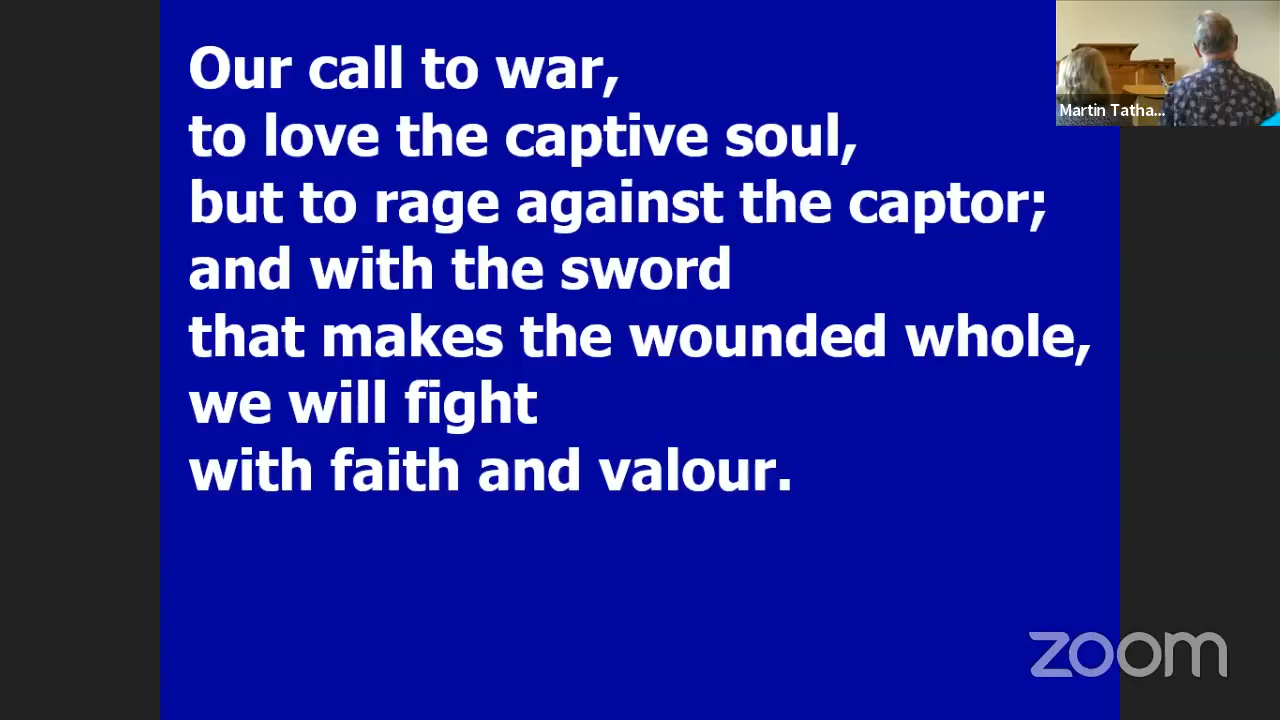 Our call to war,
to love the captive soul,
but to rage against the captor;
and with the sword
that makes the wounded whole,
we will fight
with faith and valour.
Martin Tatha...
zoom